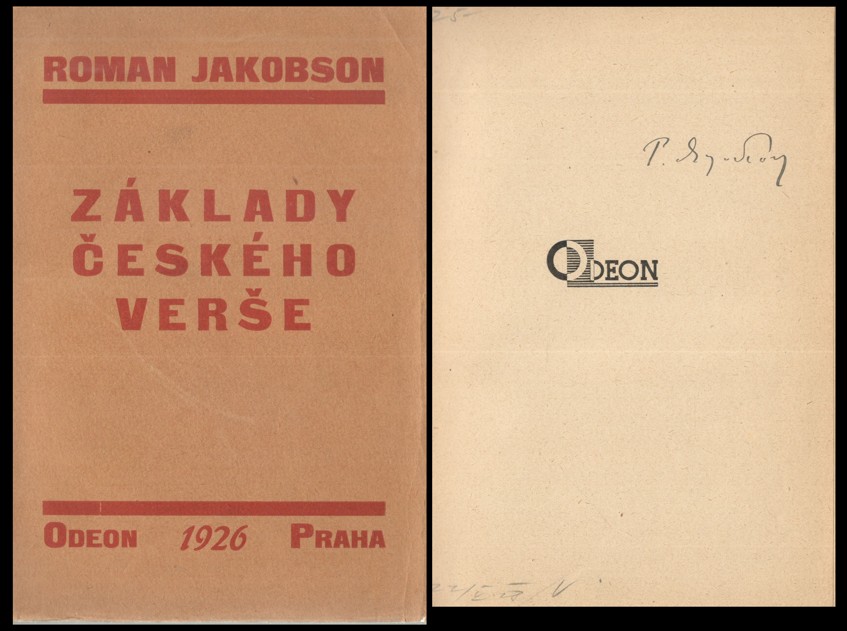 ROMAN JAKOBSON
ZÁKLADY
ČESKÉHO
VERŠE
ODEON 1926 PRAHA
ODEON